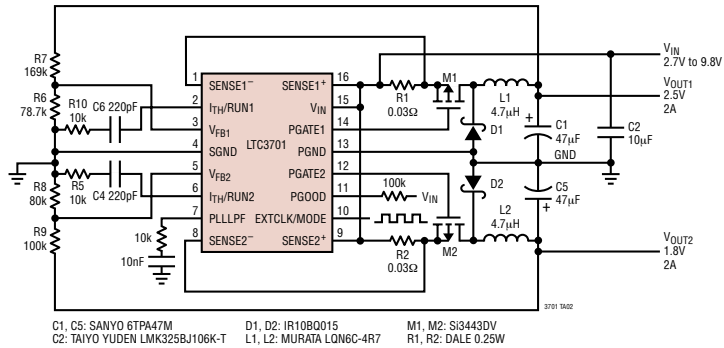 R7
169k
R6
78.7k
R10
10k
C6 220pF
R5
10k
C4 220pF
R8
80k
R9
100k
10k
10nF
1
2
3
4
5
6
7
8
SENSE1–
ITH/RUN1
VFB1
SGND
VFB2
ITH/RUN2
PLLLPF
SENSE2–
LTC3701
SENSE1+
VIN
PGATE1
PGND
PGATE2
PGOOD
EXTCLK/MODE
SENSE2+
16
15
14
13
12
11
10
9
R1
0.03Ω
M1
L1
4.7µH
D1
100k
VIN
D2
L2
4.7µH
R2
0.03Ω
M2
+
C1
47µF
C2
10µF
GND
C5
47µF
+
VIN
2.7V to 9.8V
VOUT1
2.5V
2A
VOUT2
1.8V
2A
3701 TA02
C1, C5: SANYO 6TPA47M
C2: TAIYO YUDEN LMK325BJ106K-T
D1, D2: IR10BQ015
L1, L2: MURATA LQN6C-4R7
M1, M2: Si3443DV
R1, R2: DALE 0.25W